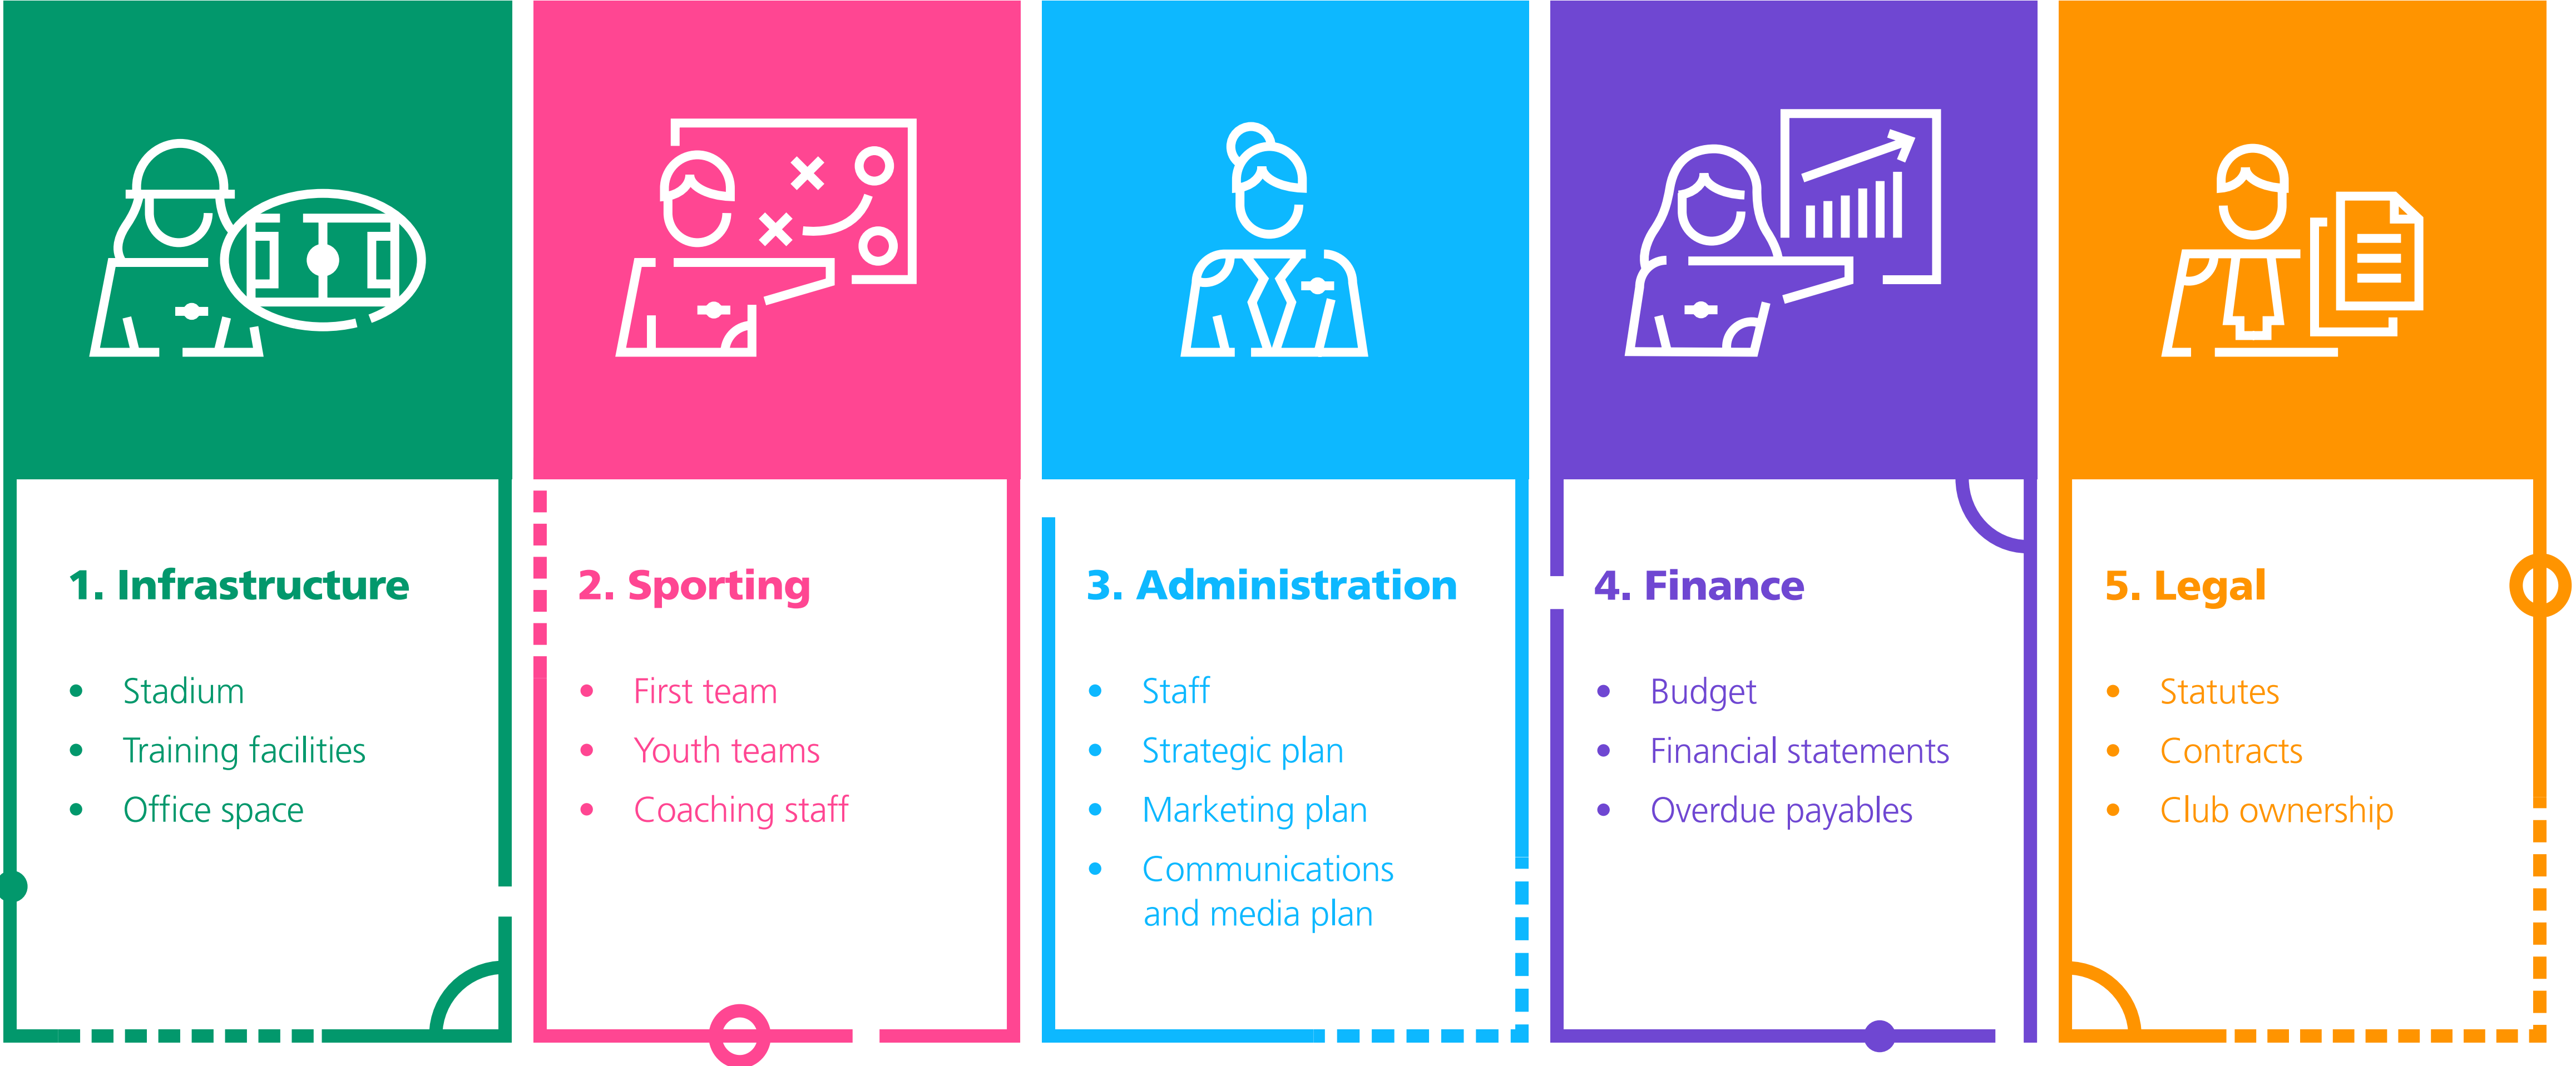 1. Infrastructure
• Stadium
• Training facilities
• Office space
2. Sporting
• First team
• Youth teams
• Coaching staff
3. Administration
• Staff
• Strategic plan
• Marketing plan
• Communications
and media plan
4. Finance
• Budget
• Financial statements
• Overdue payables
5. Legal
• Statutes
• Contracts
• Club ownership